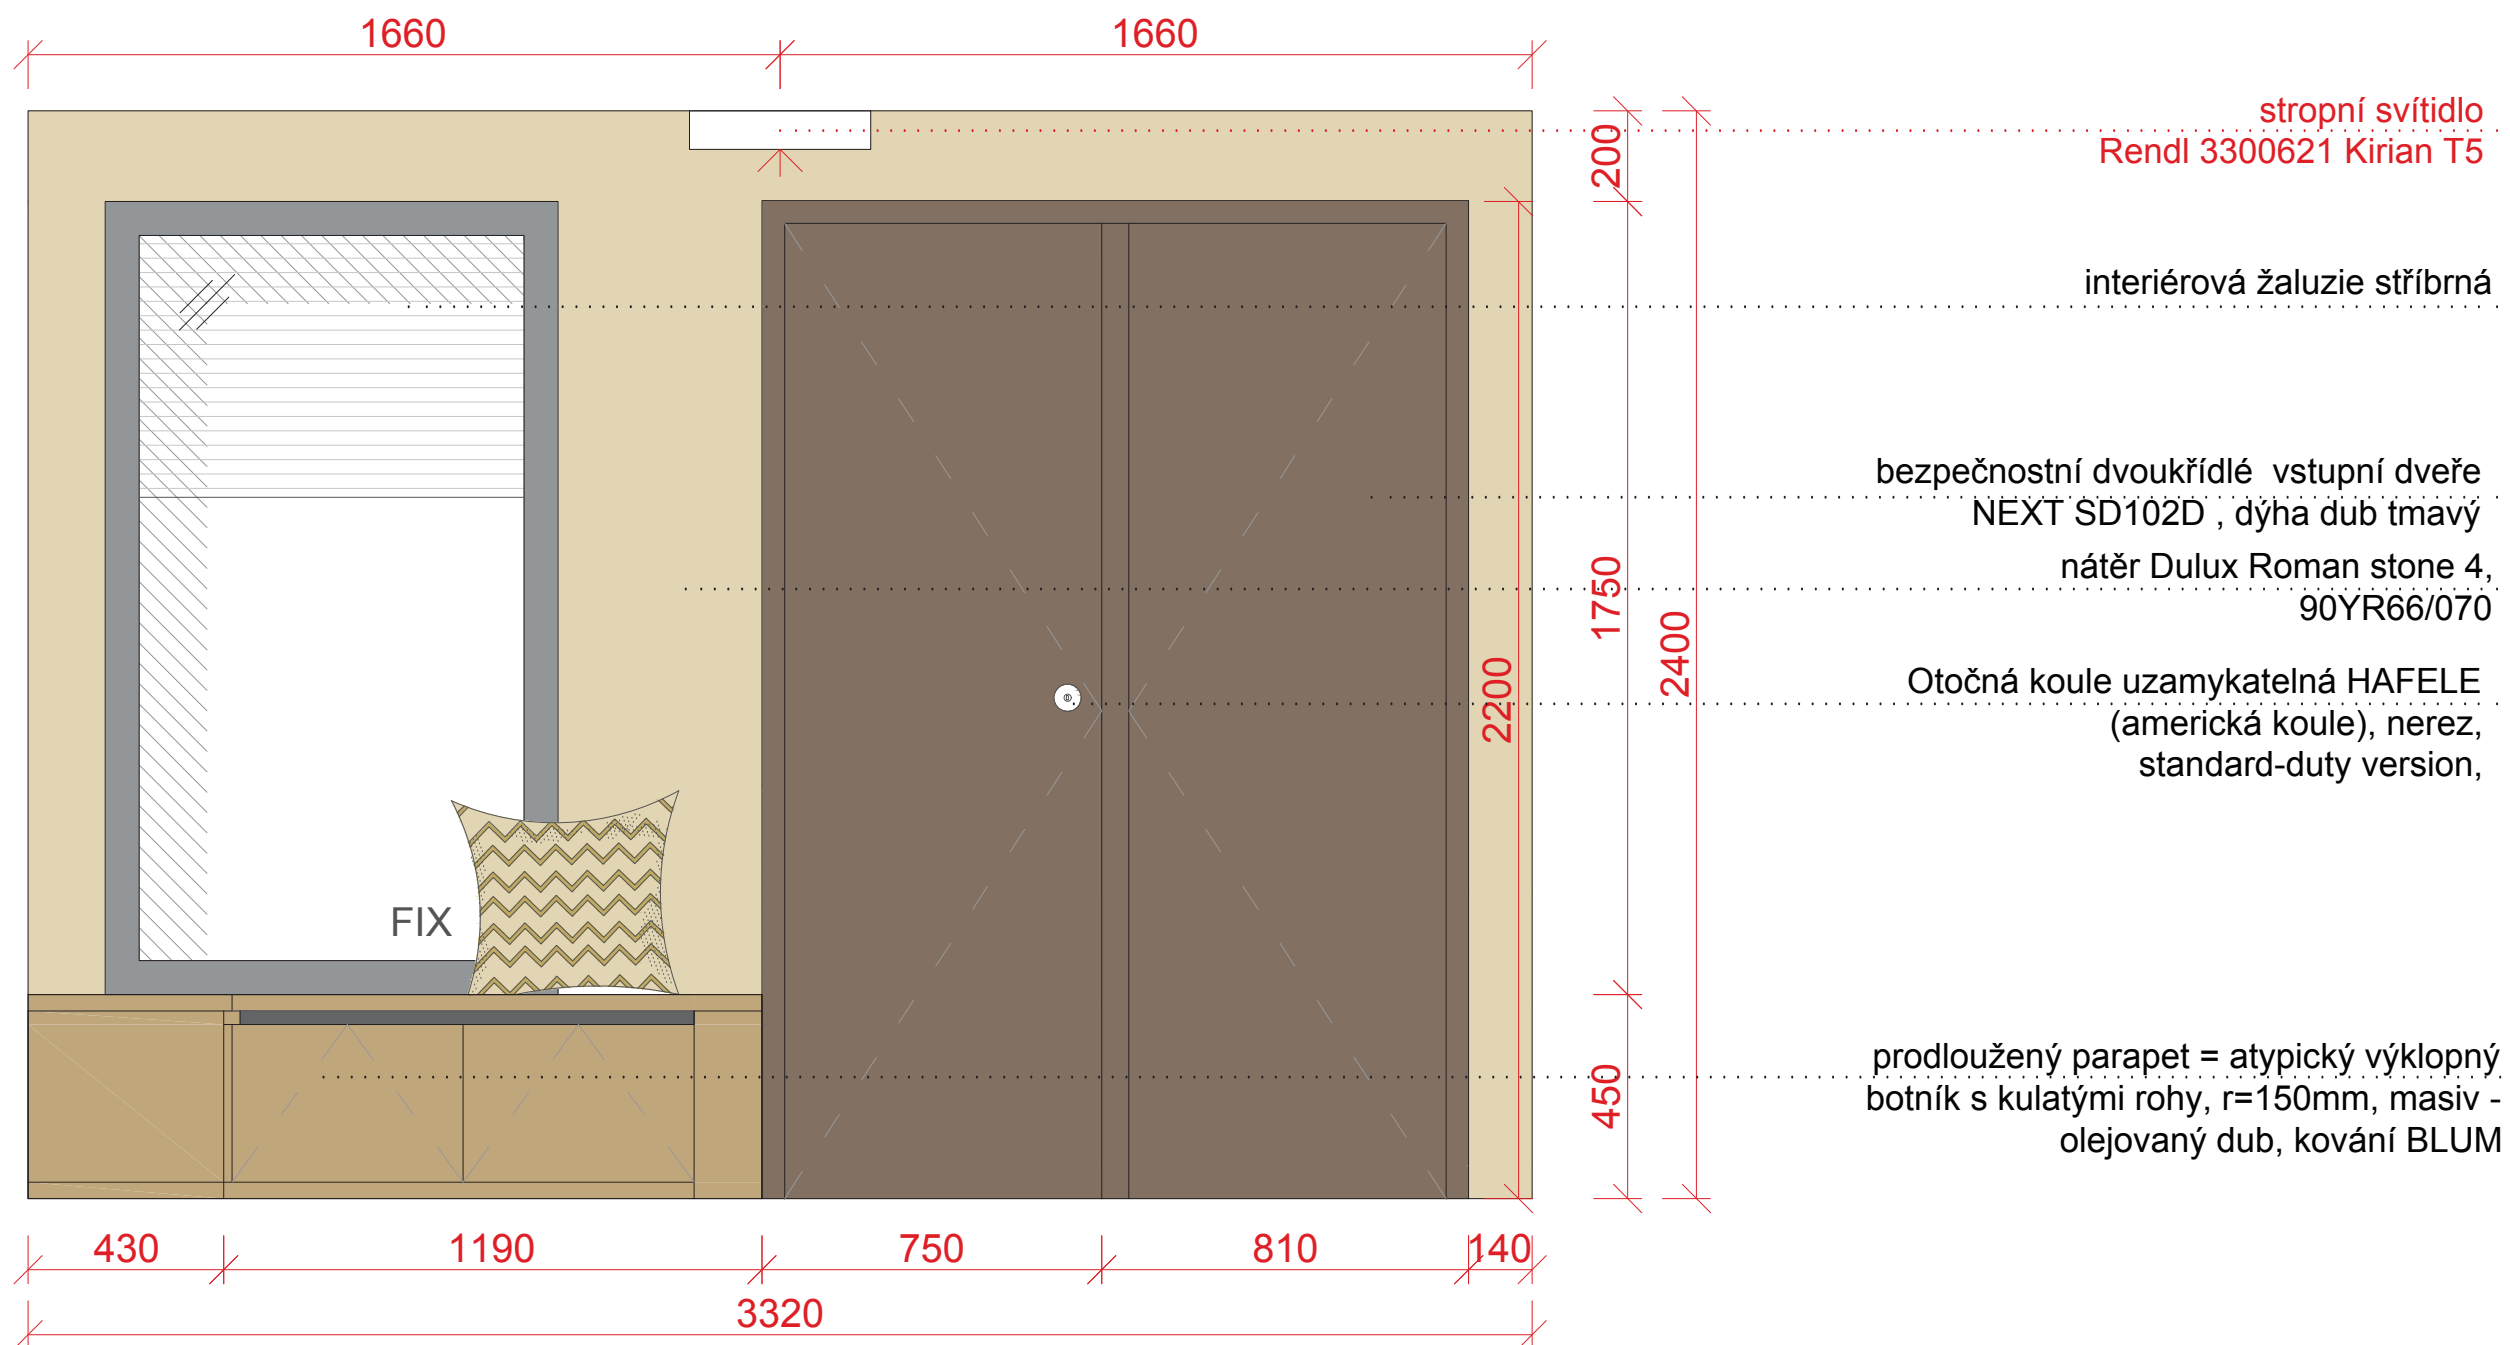 1660
1660
stropní svítidlo
Rendl 3300621 Kirian T5
200
interiérová žaluzie stříbrná
bezpečnostní dvoukřídlé  vstupní dveře
NEXT SD102D , dýha dub tmavý
nátěr Dulux Roman stone 4,
90YR66/070
1750
2400
2200
Otočná koule uzamykatelná HAFELE
(americká koule), nerez,
standard-duty version,
FIX
prodloužený parapet = atypický výklopný
botník s kulatými rohy, r=150mm, masiv -
olejovaný dub, kování BLUM
450
430
1190
750
810
140
3320